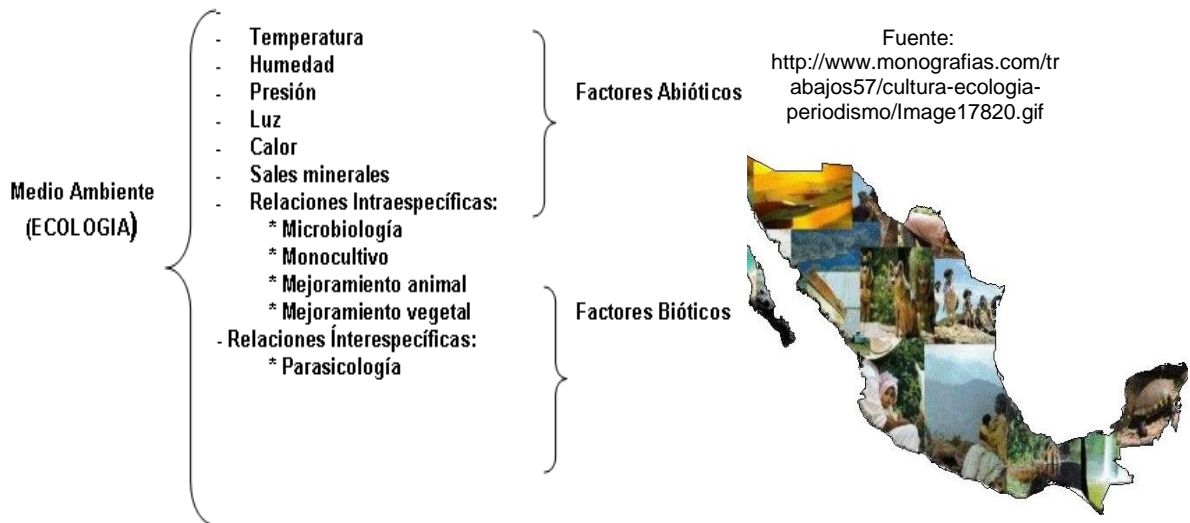 -
- Temperatura
- Humedad
- Presión
- Luz
- Calor
- Sales minerales
- Relaciones Intraespecíficas:
* Microbiología
* Monocultivo
* Mejoramiento animal
* Mejoramiento vegetal
- Relaciones Ínterespecíficas:
* Parasicología
Medio Ambiente
(ECOLOGIA)
Factores Abióticos
Factores Bióticos
Fuente:
http://www.monografias.com/tr
abajos57/cultura-ecologia-
periodismo/Image17820.gif